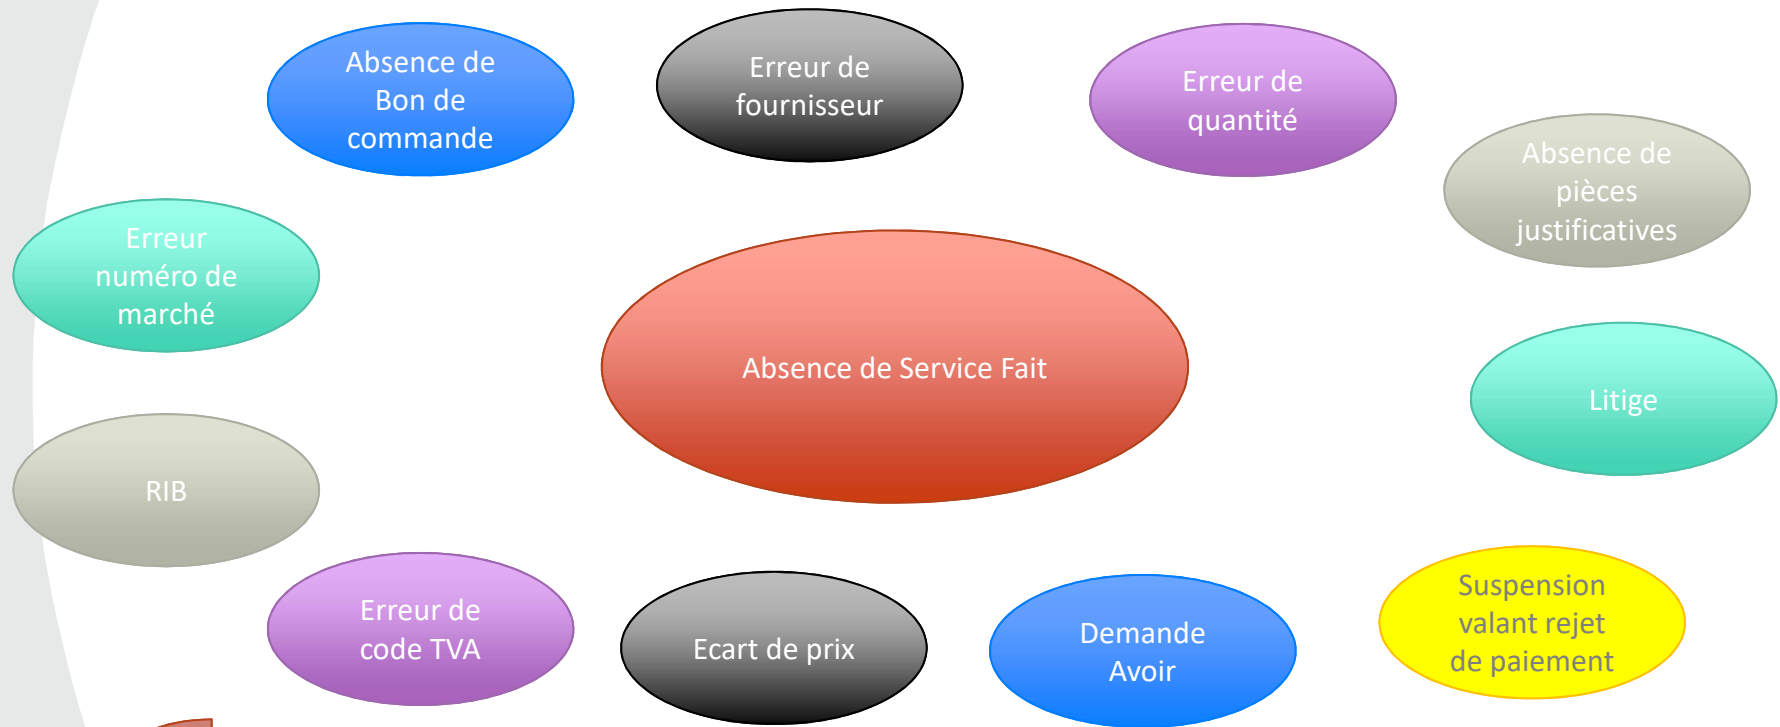 Absence de
Bon de
commande
Erreur de
fournisseur
Erreur de
quantité
Absence de
pièces
justificatives
Erreur
numéro de
marché
Absence de Service Fait
Litige
RIB
Erreur de
code TVA
Ecart de prix
Demande
Avoir
Suspension
valant rejet
de paiement